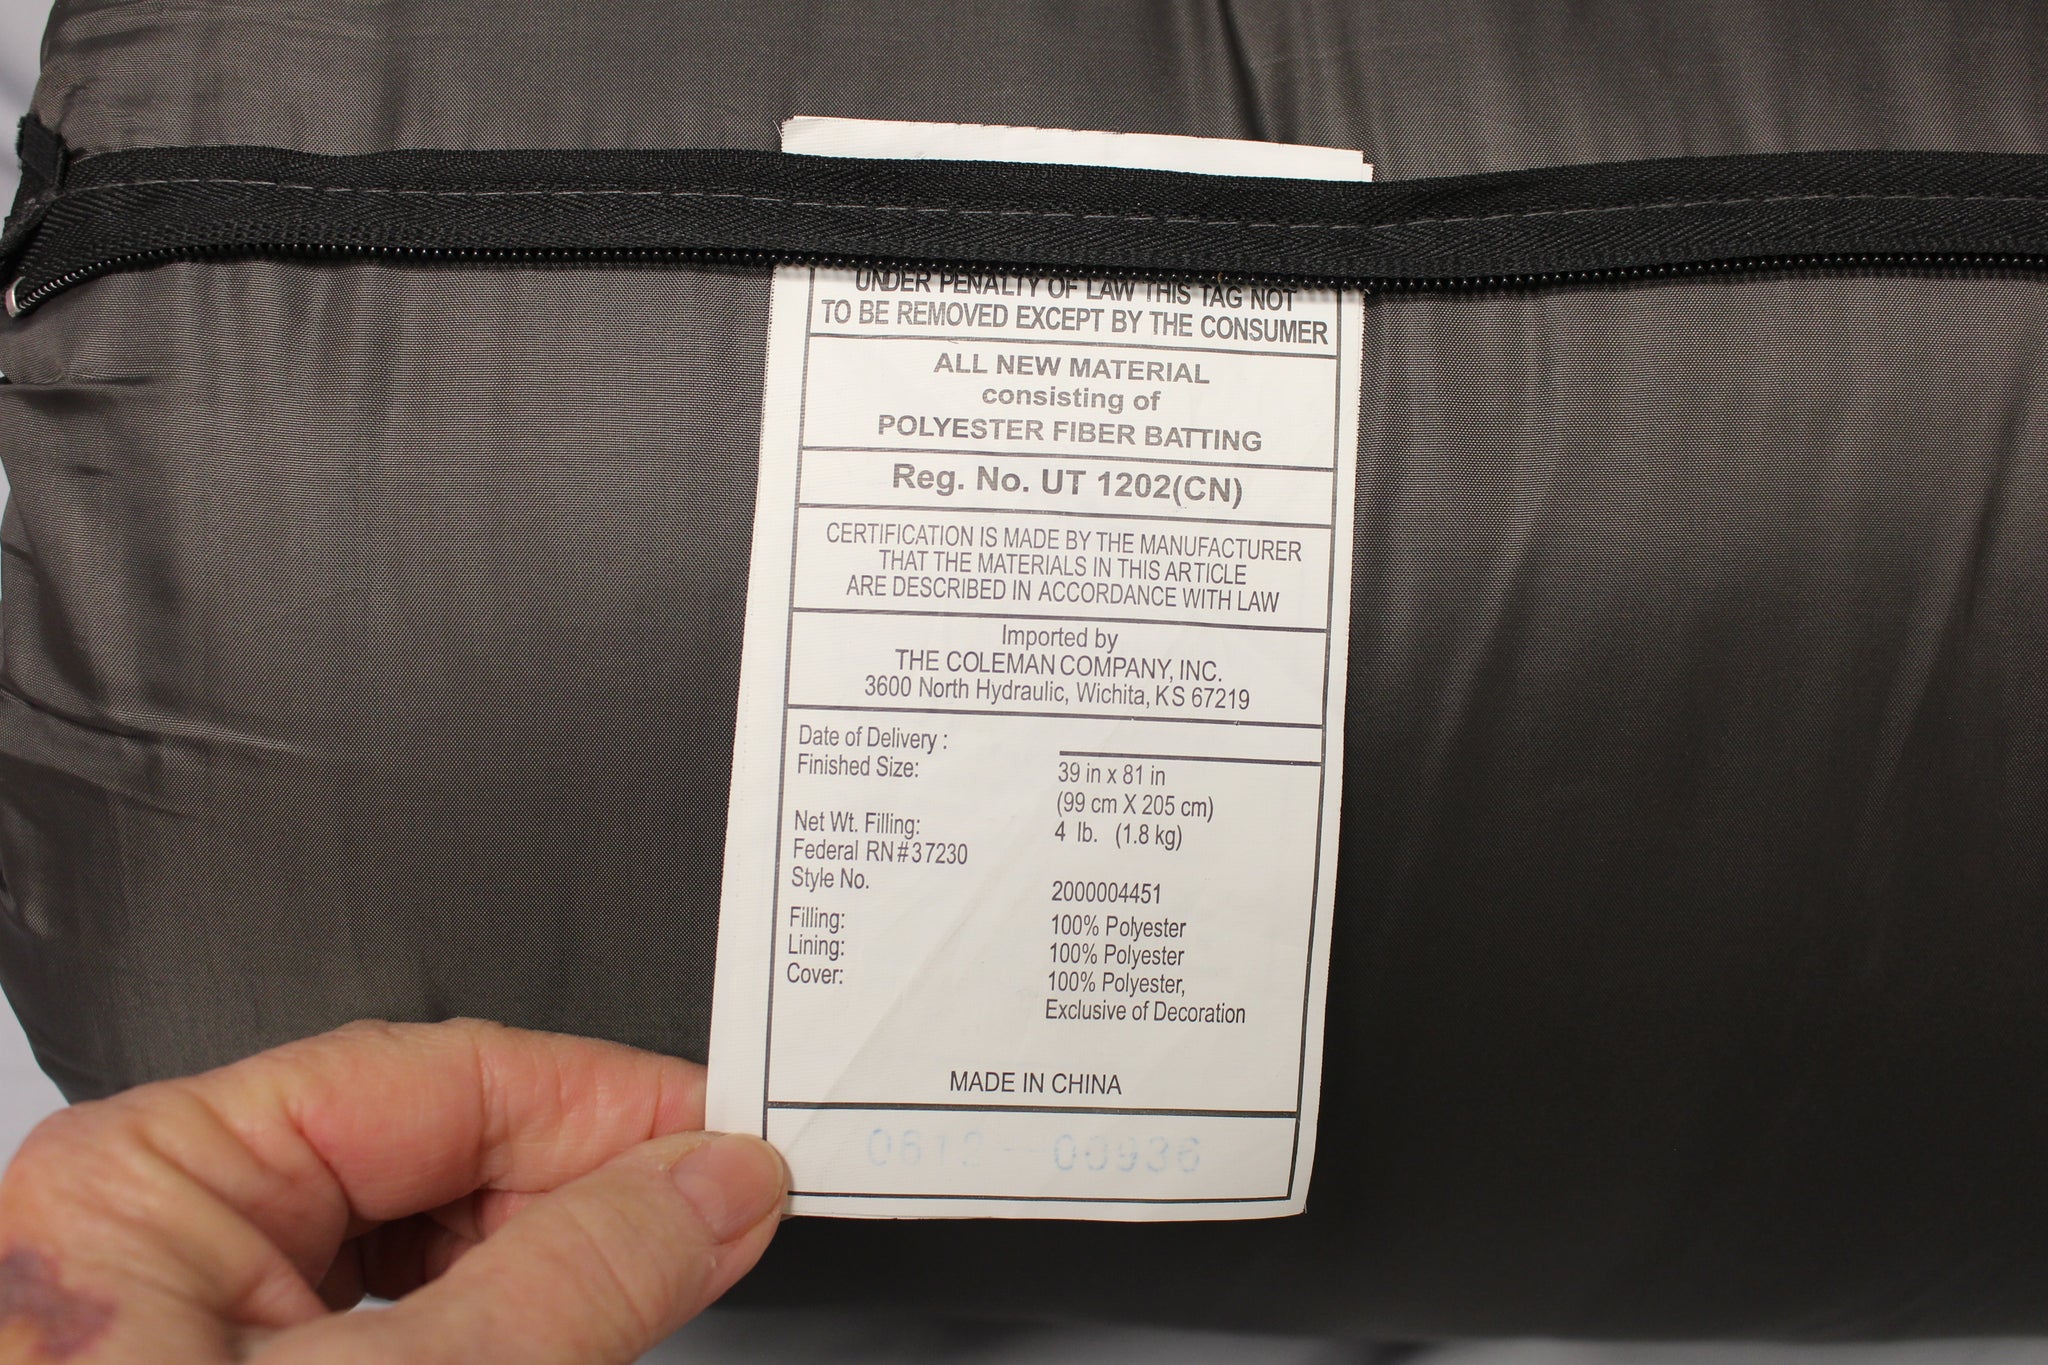 UNDER PENALTY OF LAW THIS TAG NOT
TO BE REMOVED EXCEPT BY THE CONSUMER
ALL NEW MATERIAL
consisting of
POLYESTER FIBER BATTING
Reg. No. UT 1202(CN)
CERTIFICATION IS MADE BY THE MANUFACTURER
THAT THE MATERIALS IN THIS ARTICLE
ARE DESCRIBED IN ACCORDANCE WITH LAW
Imported by
THE COLEMAN COMPANY, INC.
3600 North Hydraulic, Wichita, KS 67219
Date of Delivery :
Finished Size: 39 in x 81 in
(99 cm X 205 cm)
Net Wt. Filling: 4 lb. (1.8 kg)
Federal RN#37230
Style No. 2000004451
Filling: 100% Polyester
Lining: 100% Polyester
Cover: 100% Polyester,
Exclusive of Decoration
MADE IN CHINA
0612--00936